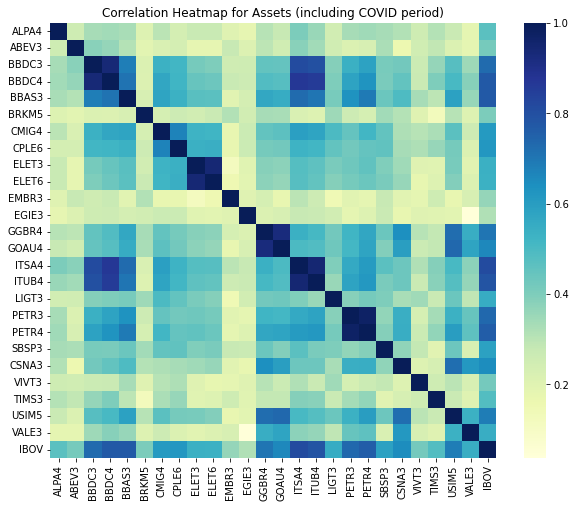 Correlation Heatmap for Assets (including COVID period)
ALPA4
ABEV3
BBDC3
BBDC4
BBAS3
BRKM5
CMIG4
CPLE6
ELET3
ELET6
EMBR3
EGIE3
GGBR4
GOAU4
ITSA4
ITUB4
LIGT3
PETR3
PETR4
SBSP3
CSNA3
VIVT3
TIMS3
USIM5
VALE3
IBOV
ALPA4 ABEV3 BBDC3 BBDC4 BBAS3 BRKM5 CMIG4 CPLE6 ELET3 ELET6 EMBR3 EGIE3 GGBR4 GOAU4 ITSA4 ITUB4 LIGT3 PETR3 PETR4 SBSP3 CSNA3 VIVT3 TIMS3 USIM5 VALE3 IBOV
1.0
0.8
0.6
0.4
0.2